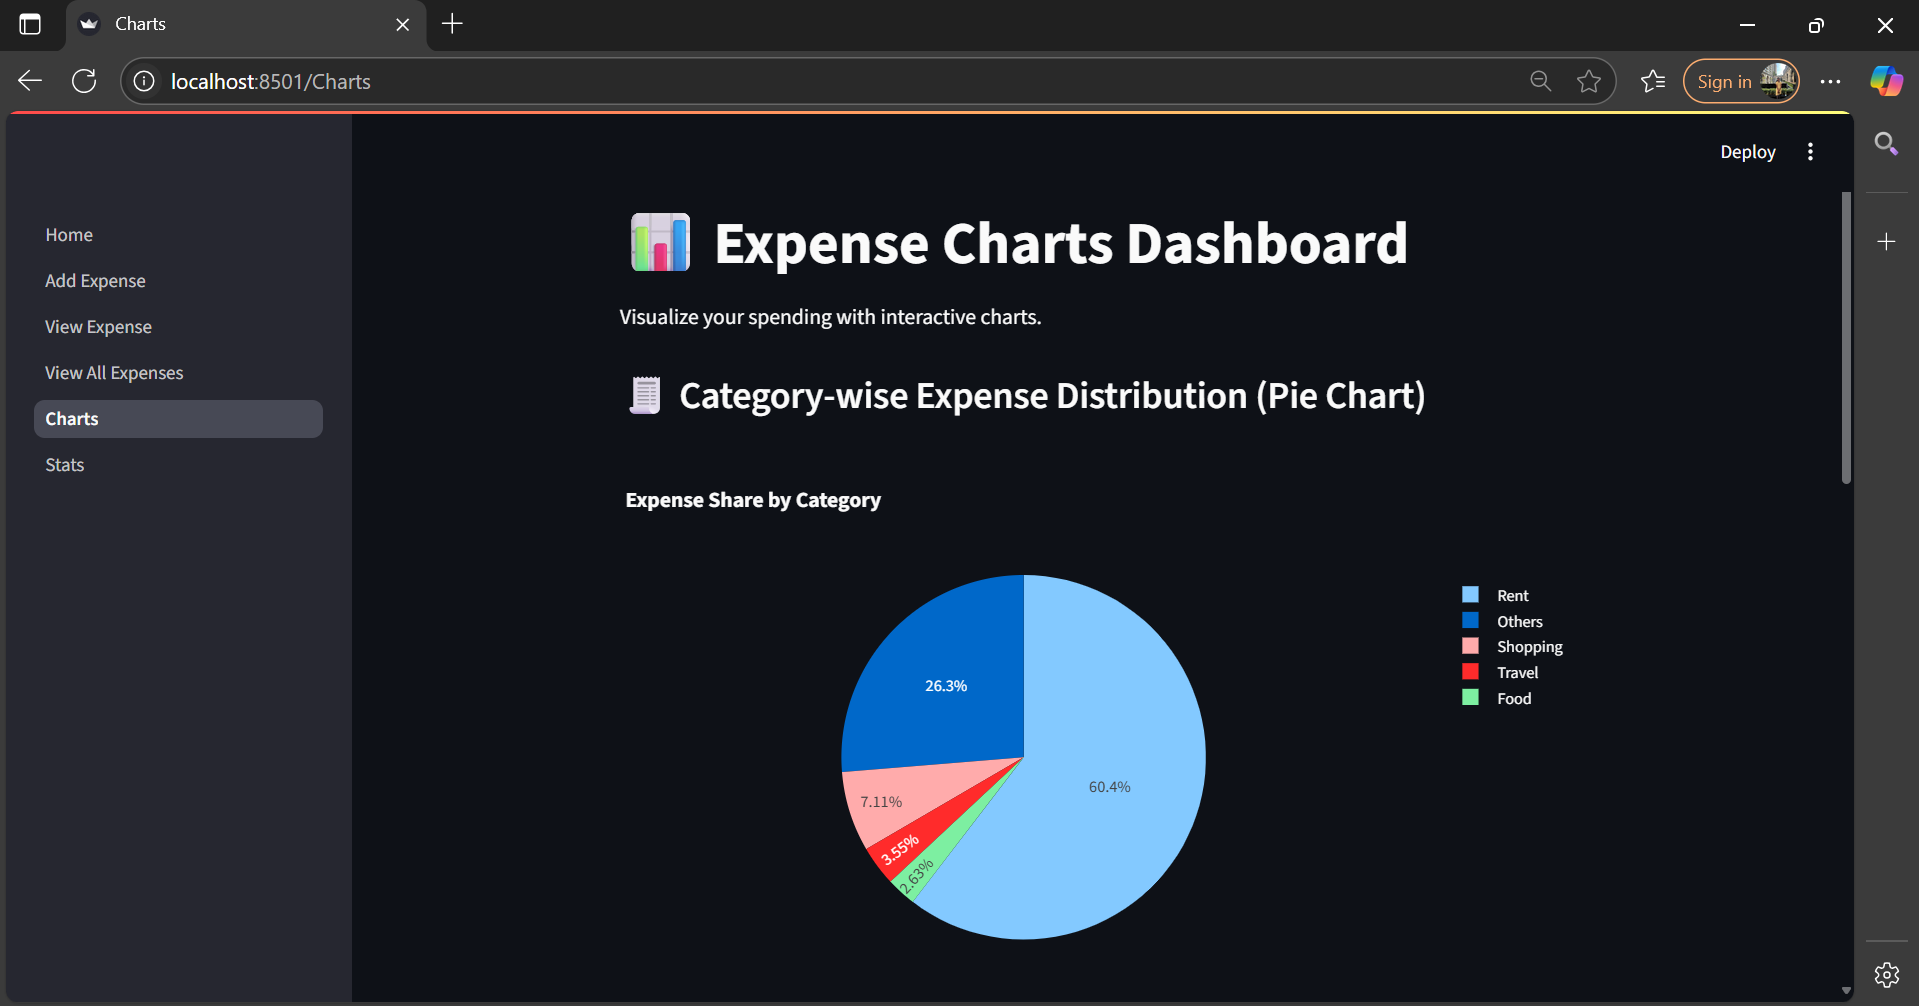 Charts
localhost:8501/Charts
Sign in
Deploy
Home
Add Expense
View Expense
View All Expenses
Charts
Stats
Expense Charts Dashboard
Visualize your spending with interactive charts.
Category-wise Expense Distribution (Pie Chart)
Expense Share by Category
Rent
Others
Shopping
Travel
Food
26.3%
60.4%
7.11%
3.55%
2.63%